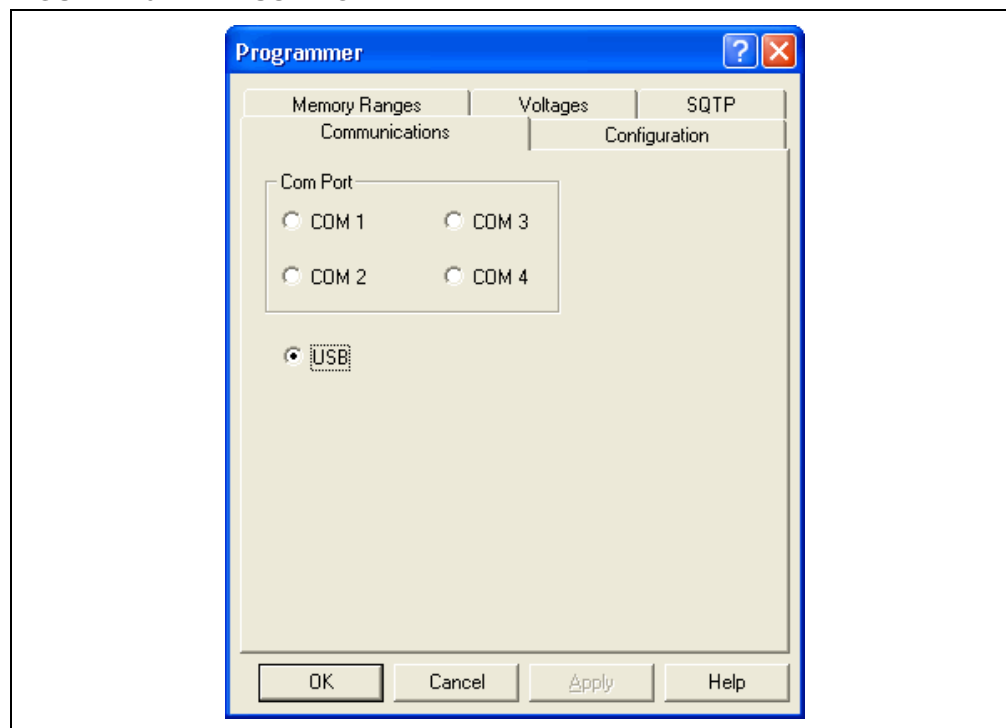 Programmer
Memory Ranges Voltages SQTP
Communications Configuration
Com Port
COM 1 COM 3
COM 2 COM 4
USB
OK Cancel Apply Help